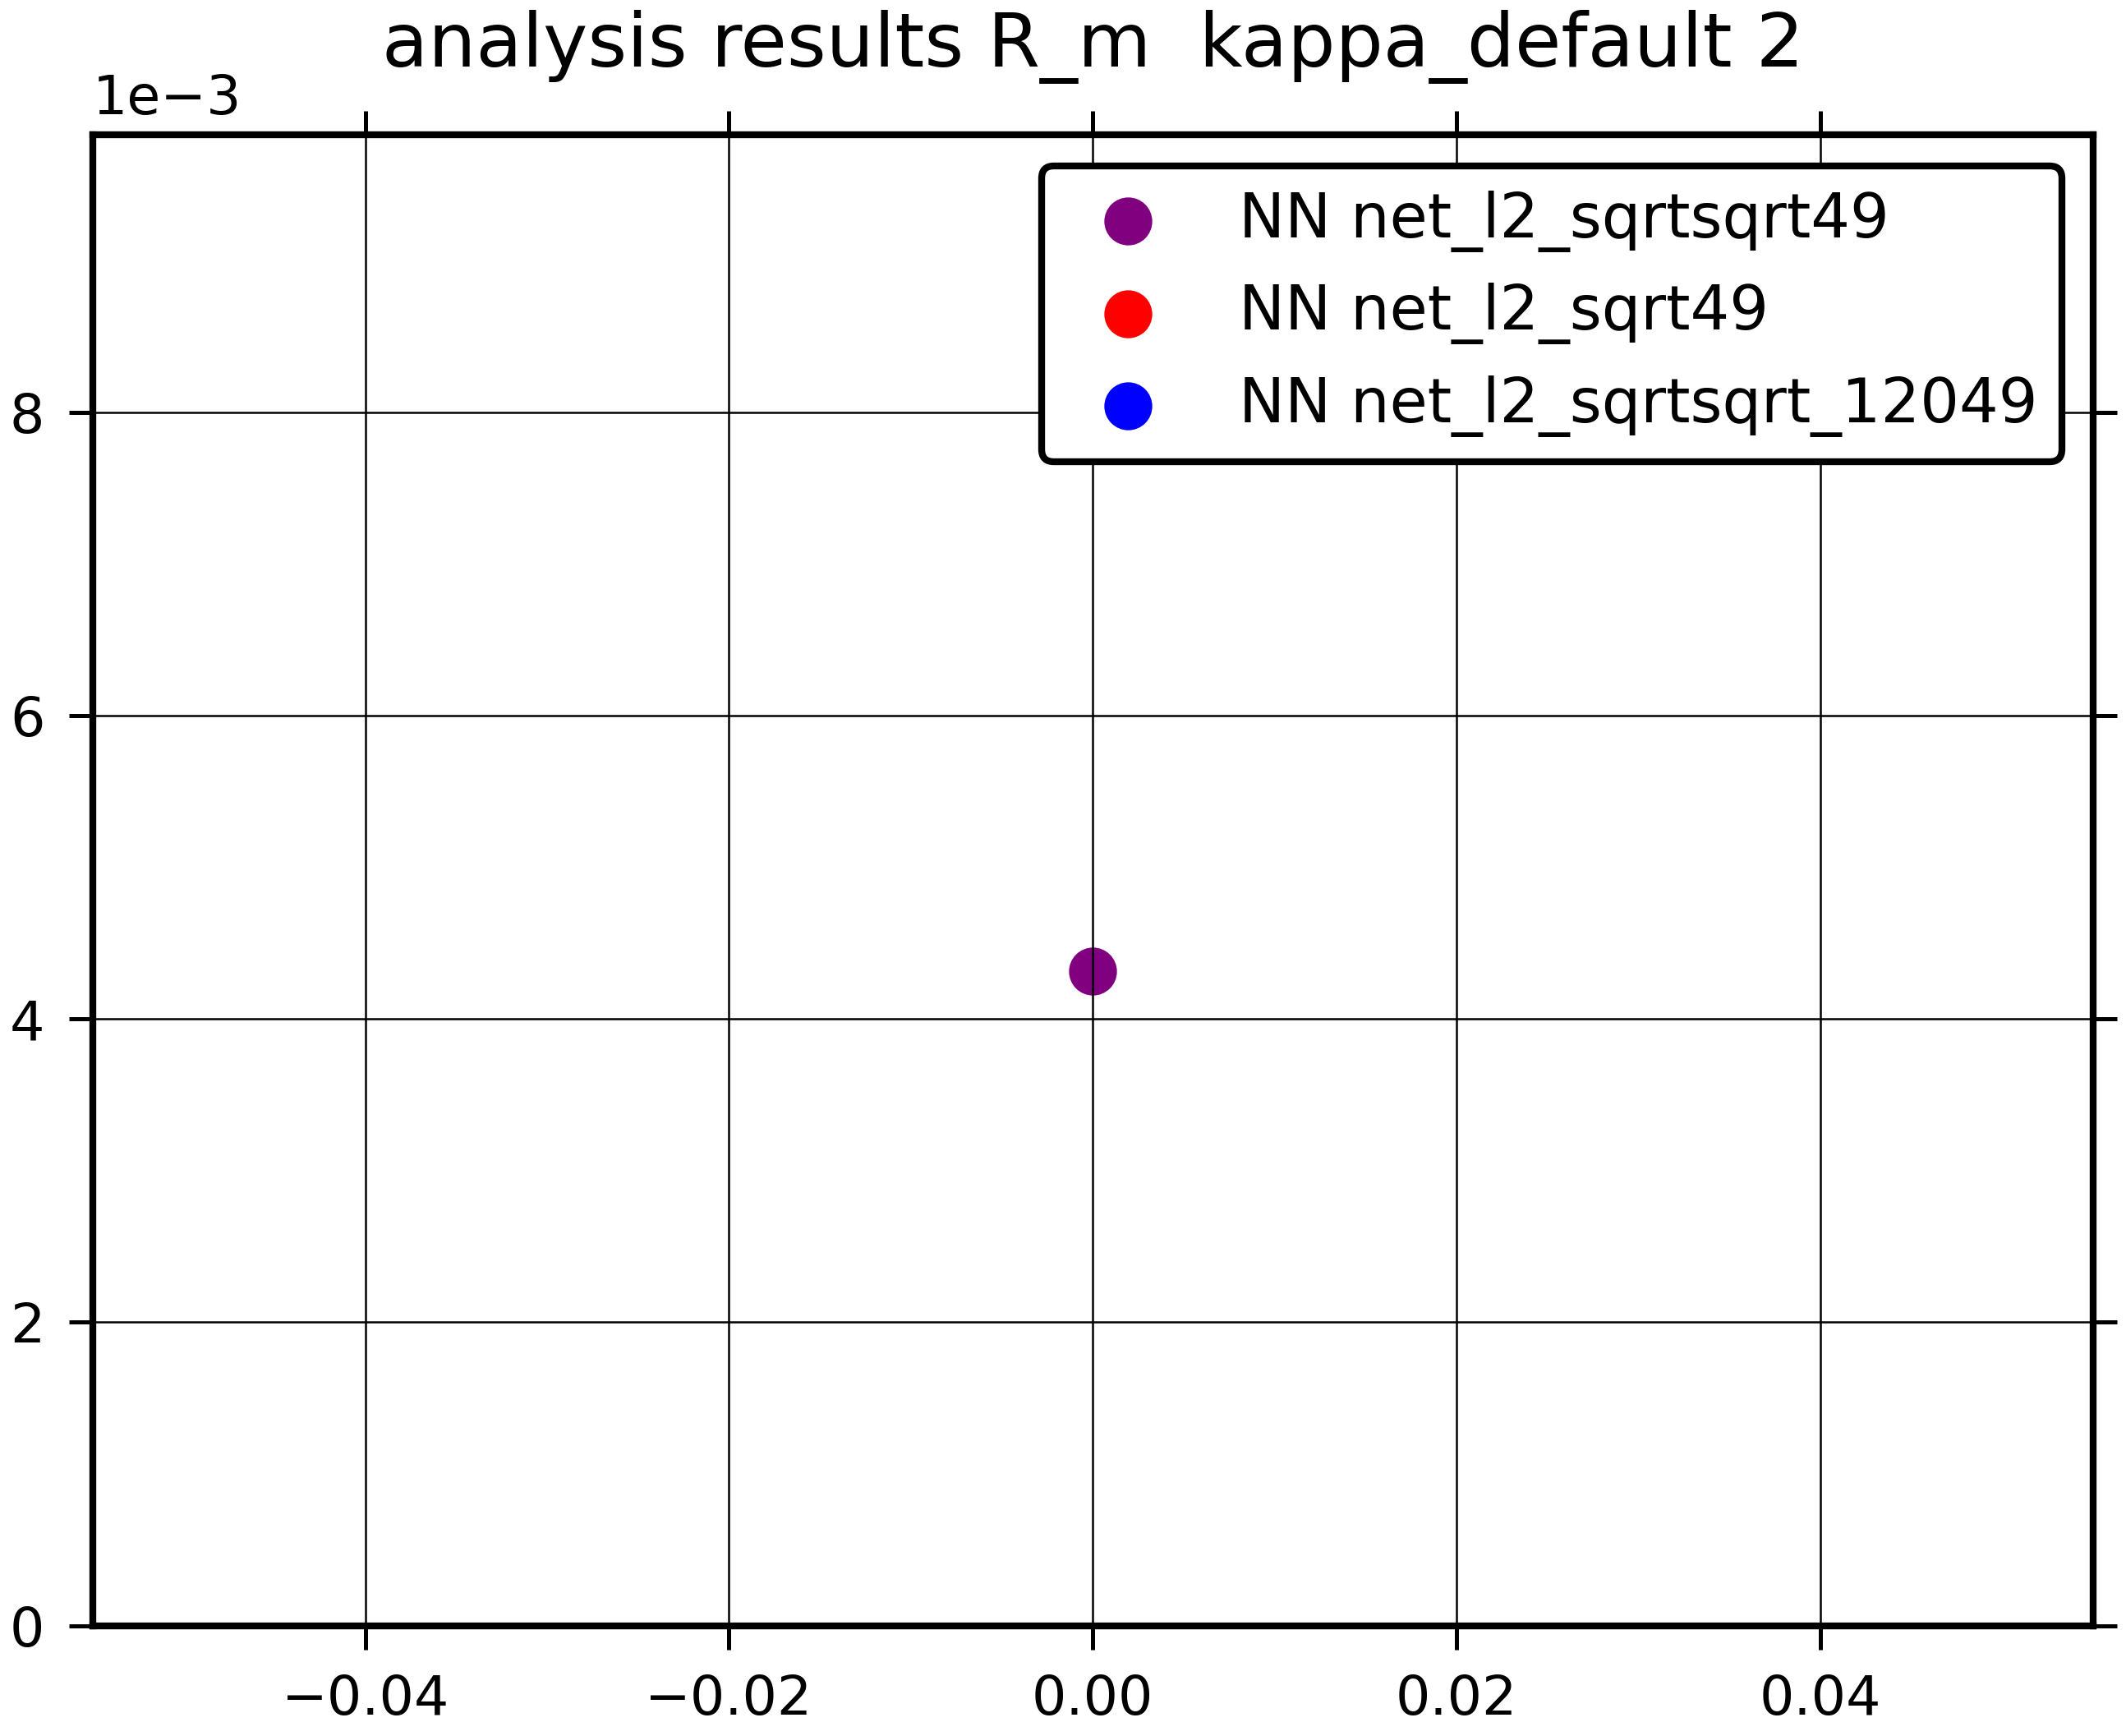 analysis results R_m  kappa_default 2
1e−3
NN net_l2_sqrtsqrt49
NN net_l2_sqrt49
NN net_l2_sqrtsqrt_12049
8
6
4
2
0
−0.04 −0.02 0.00 0.02 0.04